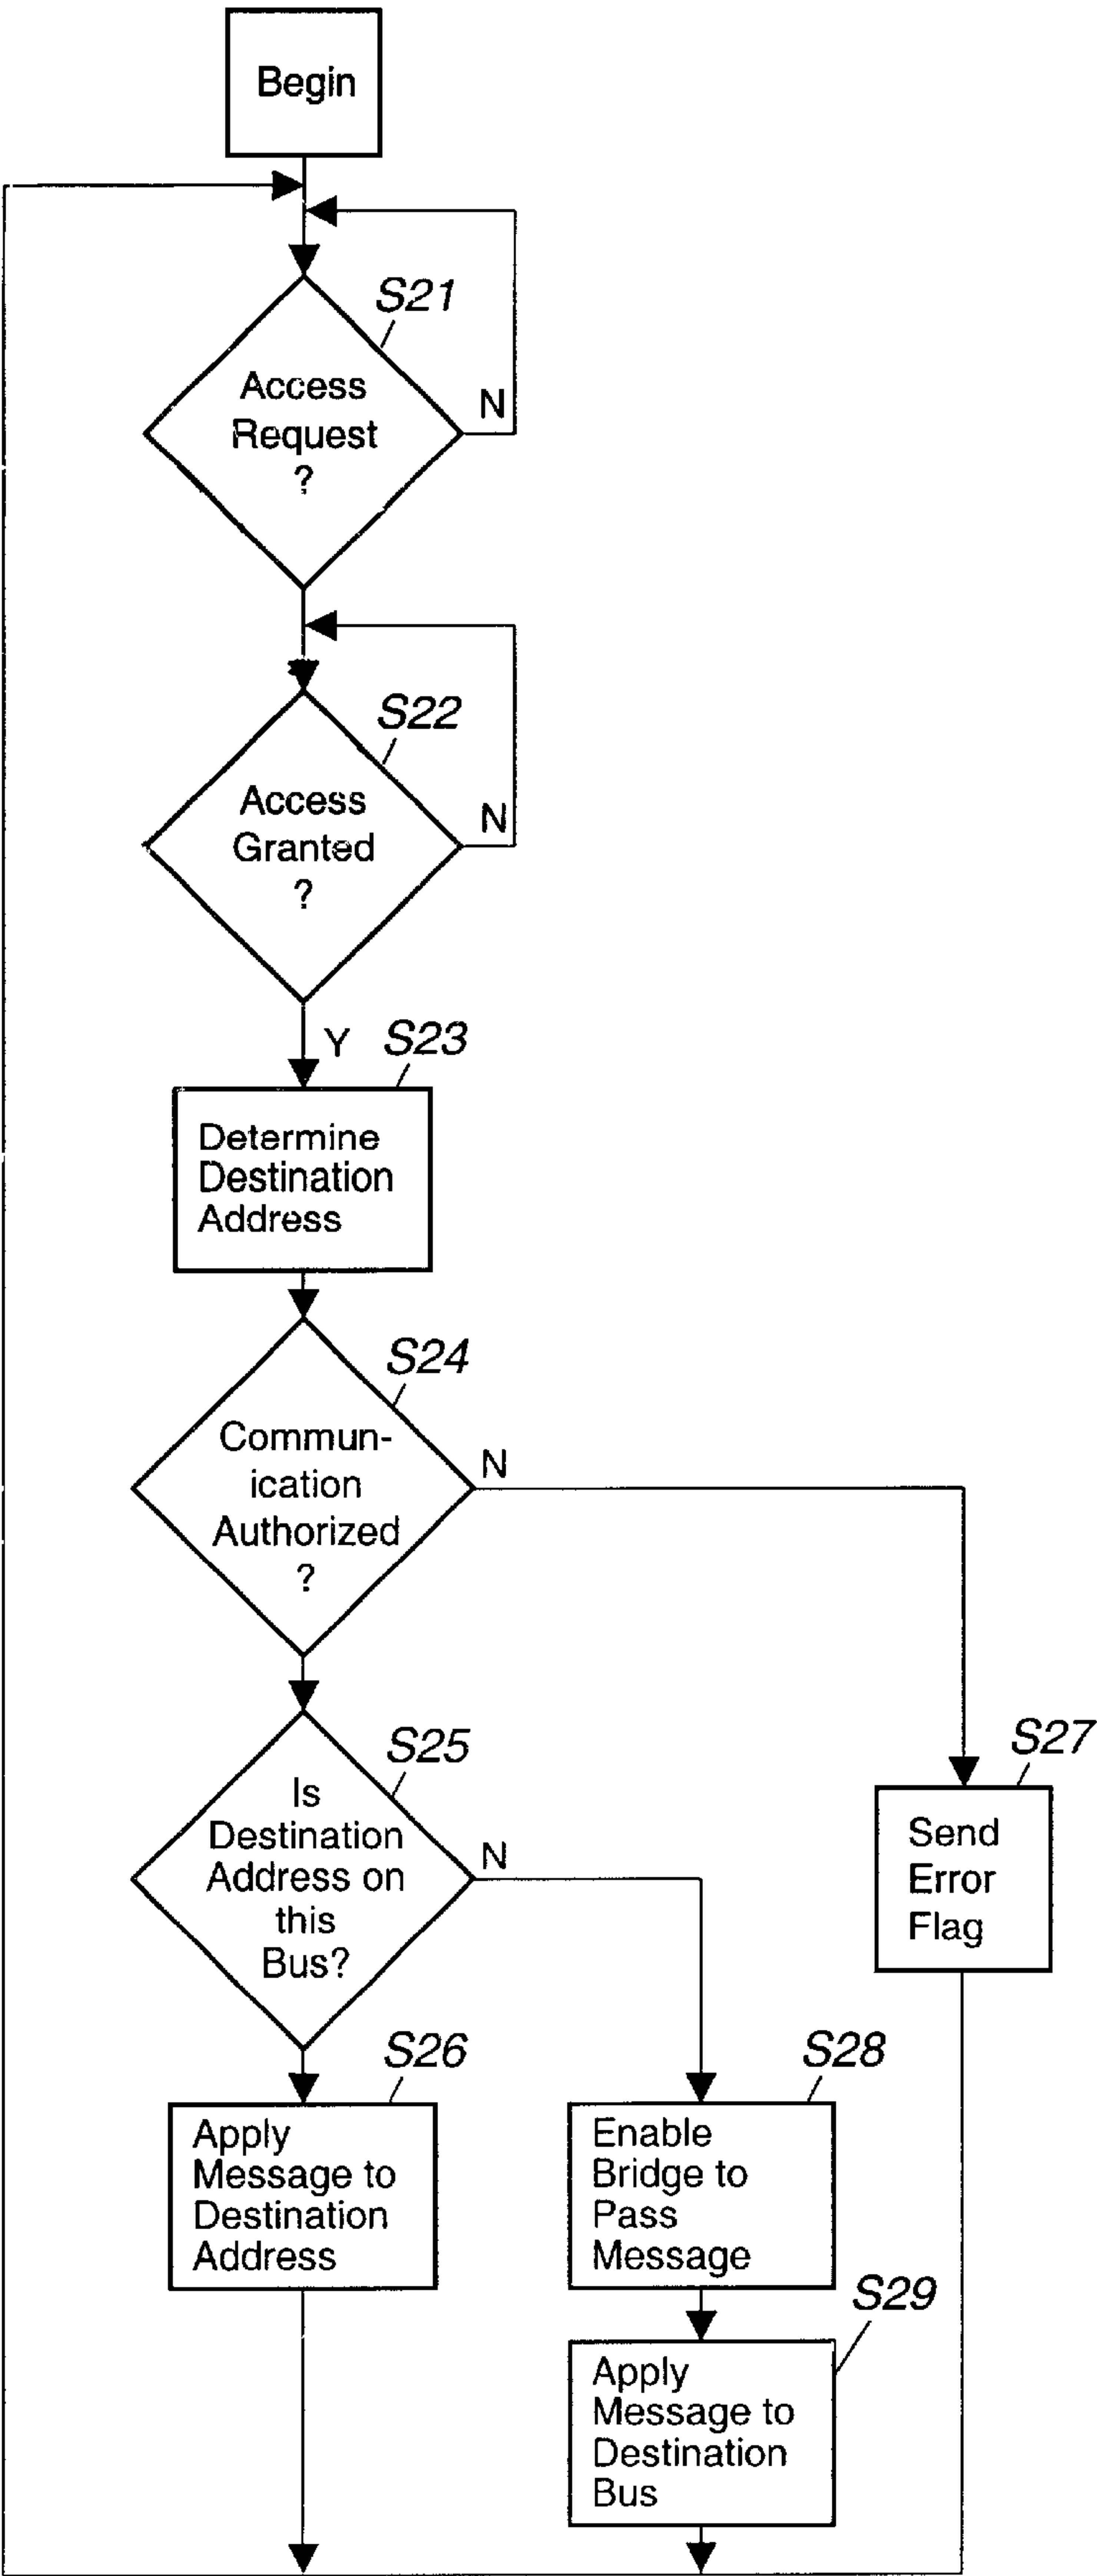 Begin
S21
Access
Request
?
N
S22
Access
Granted
?
N
Y
S23
Determine
Destination
Address
S24
Commun-
ication
Authorized
?
N
S25
Is
Destination
Address on
this
Bus?
N
S27
Send
Error
Flag
S26
Apply
Message to
Destination
Address
S28
Enable
Bridge to
Pass
Message
S29
Apply
Message to
Destination
Bus